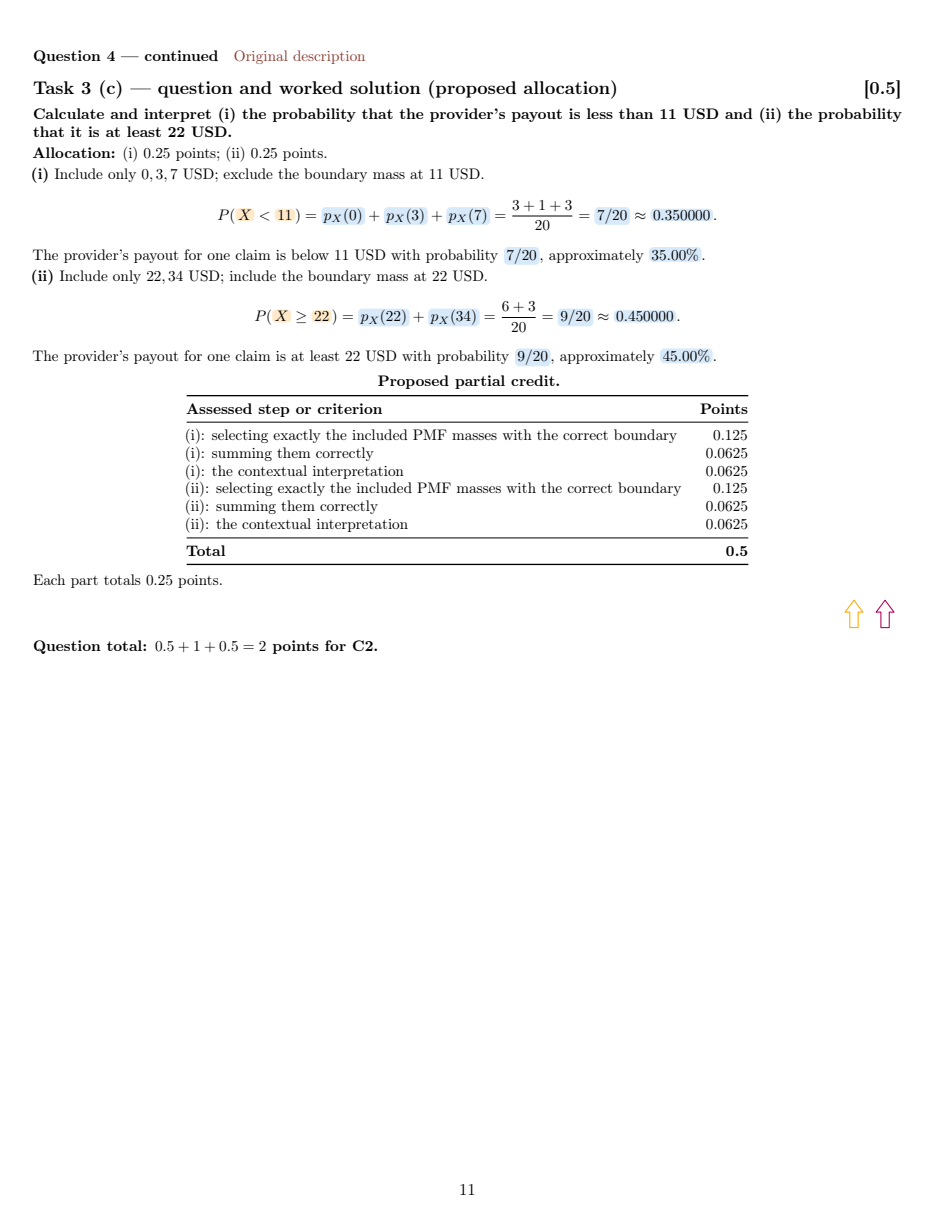 Question 4 — continued Original description
Task 3 (c) — question and worked solution (proposed allocation) [0.5]
Calculate and interpret (i) the probability that the provider's payout is less than 11 USD and (ii) the probability
that it is at least 22 USD.
Allocation: (i) 0.25 points; (ii) 0.25 points.
(i) Include only 0, 3, 7 USD; exclude the boundary mass at 11 USD.
P( X < 11 ) = p_X(0) + p_X(3) + p_X(7) = (3 + 1 + 3)/20 = 7/20 ≈ 0.350000.
The provider's payout for one claim is below 11 USD with probability 7/20, approximately 35.00%.
(ii) Include only 22, 34 USD; include the boundary mass at 22 USD.
P( X ≥ 22 ) = p_X(22) + p_X(34) = (6 + 3)/20 = 9/20 ≈ 0.450000.
The provider's payout for one claim is at least 22 USD with probability 9/20, approximately 45.00%.
Proposed partial credit.
Assessed step or criterion Points
(i): selecting exactly the included PMF masses with the correct boundary 0.125
(i): summing them correctly 0.0625
(i): the contextual interpretation 0.0625
(ii): selecting exactly the included PMF masses with the correct boundary 0.125
(ii): summing them correctly 0.0625
(ii): the contextual interpretation 0.0625
Total 0.5
Each part totals 0.25 points.
Question total: 0.5 + 1 + 0.5 = 2 points for C2.
11